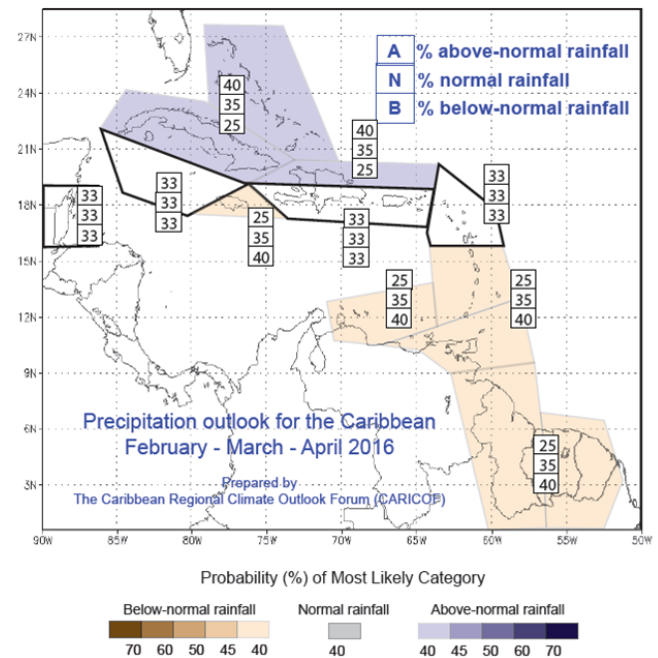 27N
24N
21N
18N
15N
12N
9N
6N
3N
90W 85W 80W 75W 70W 65W 60W 55W 50W
A % above-normal rainfall
N % normal rainfall
B % below-normal rainfall
40
35
25
40
35
25
33
33
33
33
33
33
33
33
33
25
35
40
33
33
33
25
35
40
25
35
40
25
35
40
Precipitation outlook for the Caribbean
February - March - April 2016
Prepared by
The Caribbean Regional Climate Outlook Forum (CARICOF)
Probability (%) of Most Likely Category
Below-normal rainfall Normal rainfall Above-normal rainfall
70 60 50 45 40 40 40 45 50 60 70